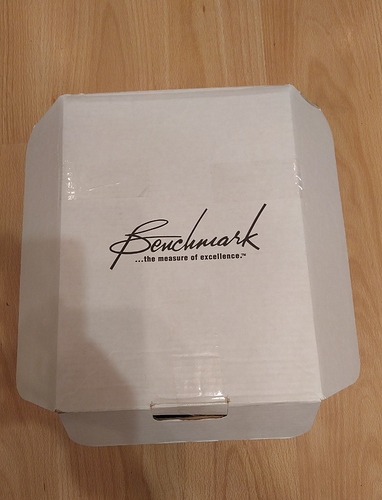 Benchmark
...the measure of excellence.™